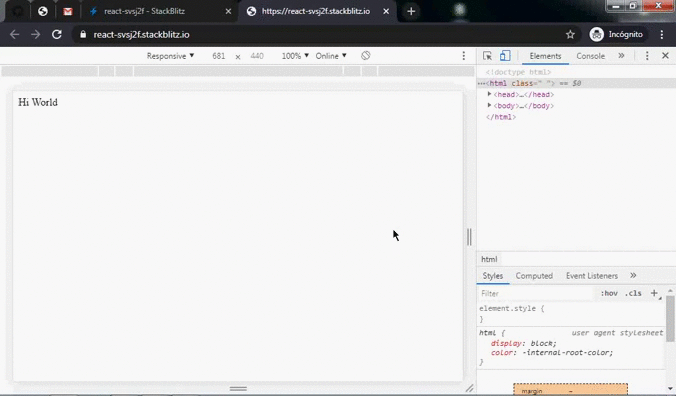 react-svsj2f - StackBlitz
https://react-svsj2f.stackblitz.io
react-svsj2f.stackblitz.io
Incógnito
Responsive ▼ 681 × 440 100% ▼ Online ▼
Hi World
Elements Console »
<!doctype html>
<html class=" "> == $0
<head>…</head>
<body>…</body>
</html>
html
Styles Computed Event Listeners »
Filter :hov .cls +
element.style {
}
html { user agent stylesheet
display: block;
color: -internal-root-color;
}
margin –